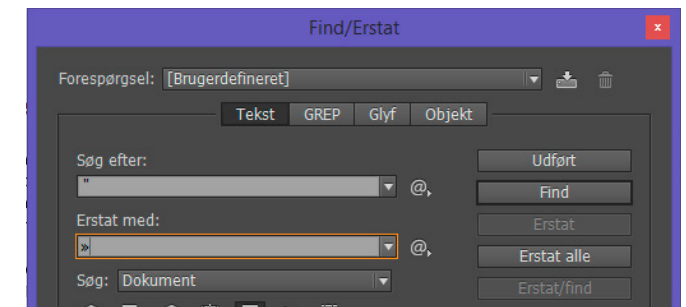 Find/Erstat
x
Forespørgsel: [Brugerdefineret]
Tekst GREP Glyf Objekt
Søg efter:
"
@
Erstat med:
»
@
Søg: Dokument
Udført
Find
Erstat
Erstat alle
Erstat/find